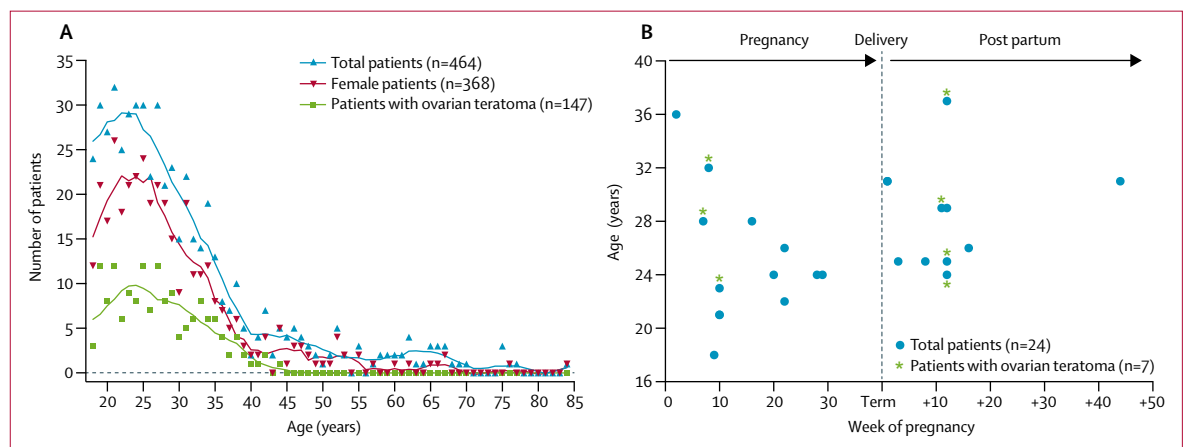 A
Number of patients
35
30
25
20
15
10
5
0
20 25 30 35 40 45 50 55 60 65 70 75 80 85
Age (years)
Total patients (n=464)
Female patients (n=368)
Patients with ovarian teratoma (n=147)
B
Pregnancy Delivery Post partum
Age (years)
40
36
32
28
24
20
16
0 10 20 30 Term +10 +20 +30 +40 +50
Week of pregnancy
Total patients (n=24)
* Patients with ovarian teratoma (n=7)